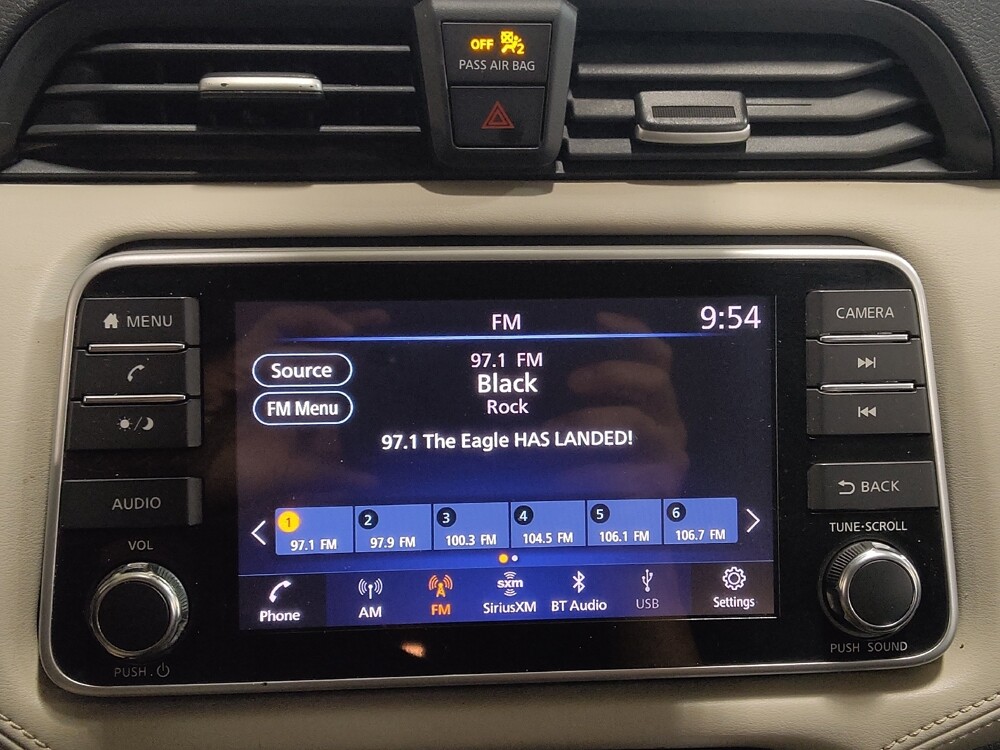 OFF 2
PASS AIR BAG
MENU
AUDIO
VOL
PUSH
FM
9:54
Source
FM Menu
97.1 FM
Black
Rock
97.1 The Eagle HAS LANDED!
1 97.1 FM
2 97.9 FM
3 100.3 FM
4 104.5 FM
5 106.1 FM
6 106.7 FM
Phone
AM
FM
sxm
SiriusXM
BT Audio
USB
Settings
CAMERA
BACK
TUNE·SCROLL
PUSH SOUND